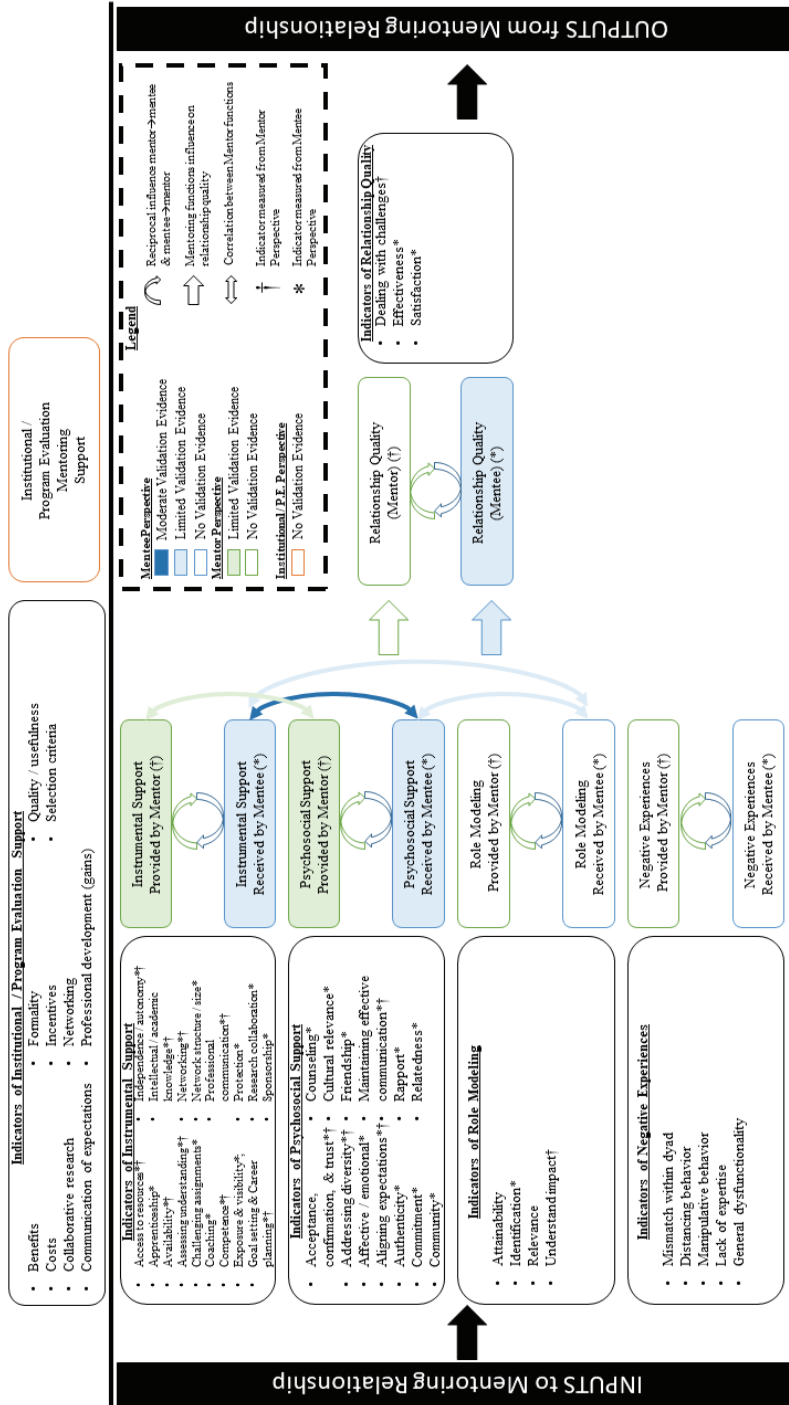 Indicators of Institutional / Program Evaluation Support
• Benefits
• Costs
• Collaborative research
• Communication of expectations
• Formality
• Incentives
• Networking
• Professional development (gains)
• Quality / usefulness
• Selection criteria
Institutional /
Program Evaluation
Mentoring
Support
INPUTS to Mentoring Relationship
Indicators of Instrumental Support
• Access to resources*†
• Apprenticeship*
• Availability*†
• Assessing understanding*†
• Challenging assignments*
• Coaching*
• Competence*†
• Exposure & visibility*;
• Goal setting & Career
planning*†
• Independence / autonomy*†
• Intellectual / academic
knowledge*†
• Networking*†
• Network structure / size*
• Professional
communication*†
• Protection*
• Research collaboration*
• Sponsorship*
Indicators of Psychosocial Support
• Acceptance,
confirmation, & trust*†
• Addressing diversity*†
• Affective / emotional*
• Aligning expectations*†
• Authenticity*
• Commitment*
• Community*
• Counseling*
• Cultural relevance*
• Friendship*
• Maintaining effective
• communication*†
• Rapport*
• Relatedness*
Indicators of Role Modeling
• Attainability
• Identification*
• Relevance
• Understand impact†
Indicators of Negative Experiences
• Mismatch within dyad
• Distancing behavior
• Manipulative behavior
• Lack of expertise
• General dysfunctionality
Instrumental Support
Provided by Mentor (†)
Instrumental Support
Received by Mentee (*)
Psychosocial Support
Provided by Mentor (†)
Psychosocial Support
Received by Mentee (*)
Role Modeling
Provided by Mentor (†)
Role Modeling
Received by Mentee (*)
Negative Experiences
Provided by Mentor (†)
Negative Experiences
Received by Mentee (*)
Legend
Mentee Perspective
Moderate Validation Evidence
Limited Validation Evidence
No Validation Evidence
Mentor Perspective
Limited Validation Evidence
No Validation Evidence
Institutional / P.E. Perspective
No Validation Evidence
Reciprocal influence mentor→mentee
& mentee→mentor
Mentoring functions influence on
relationship quality
Correlation between Mentor functions
† Indicator measured from Mentor
Perspective
* Indicator measured from Mentee
Perspective
Relationship Quality
(Mentor) (†)
Relationship Quality
(Mentee) (*)
Indicators of Relationship Quality
• Dealing with challenges†
• Effectiveness*
• Satisfaction*
OUTPUTS from Mentoring Relationship